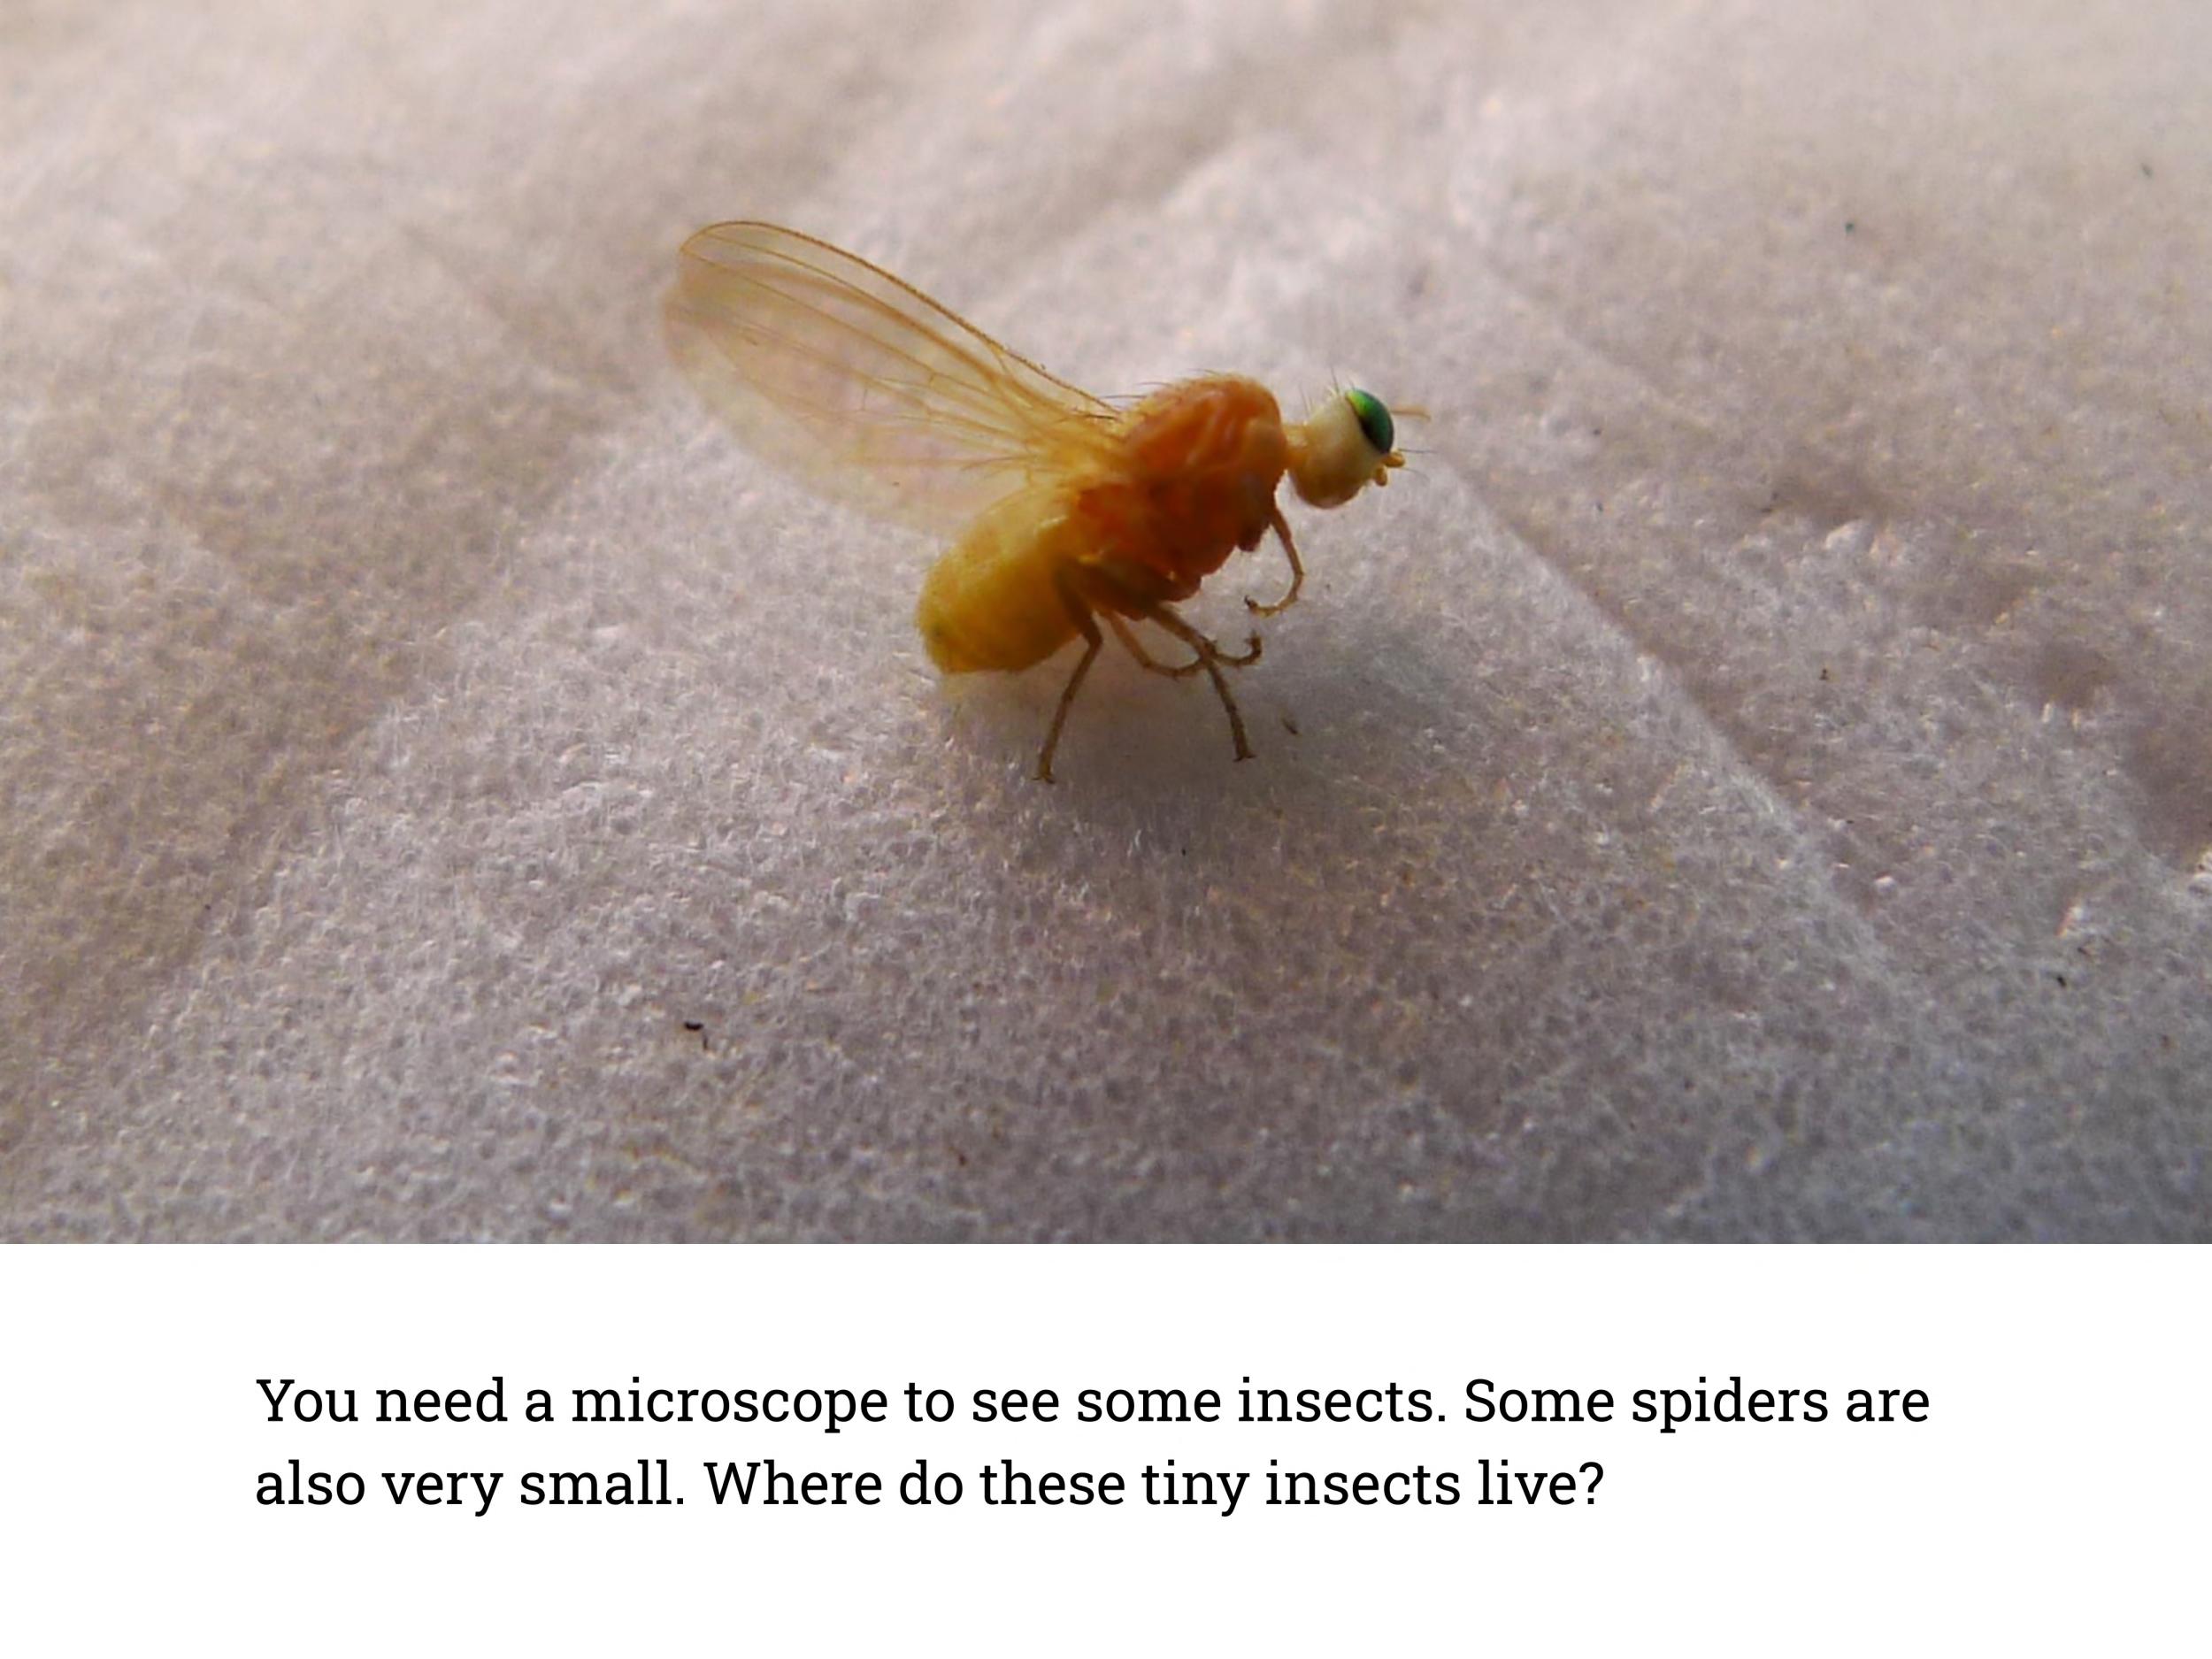 You need a microscope to see some insects. Some spiders are
also very small. Where do these tiny insects live?